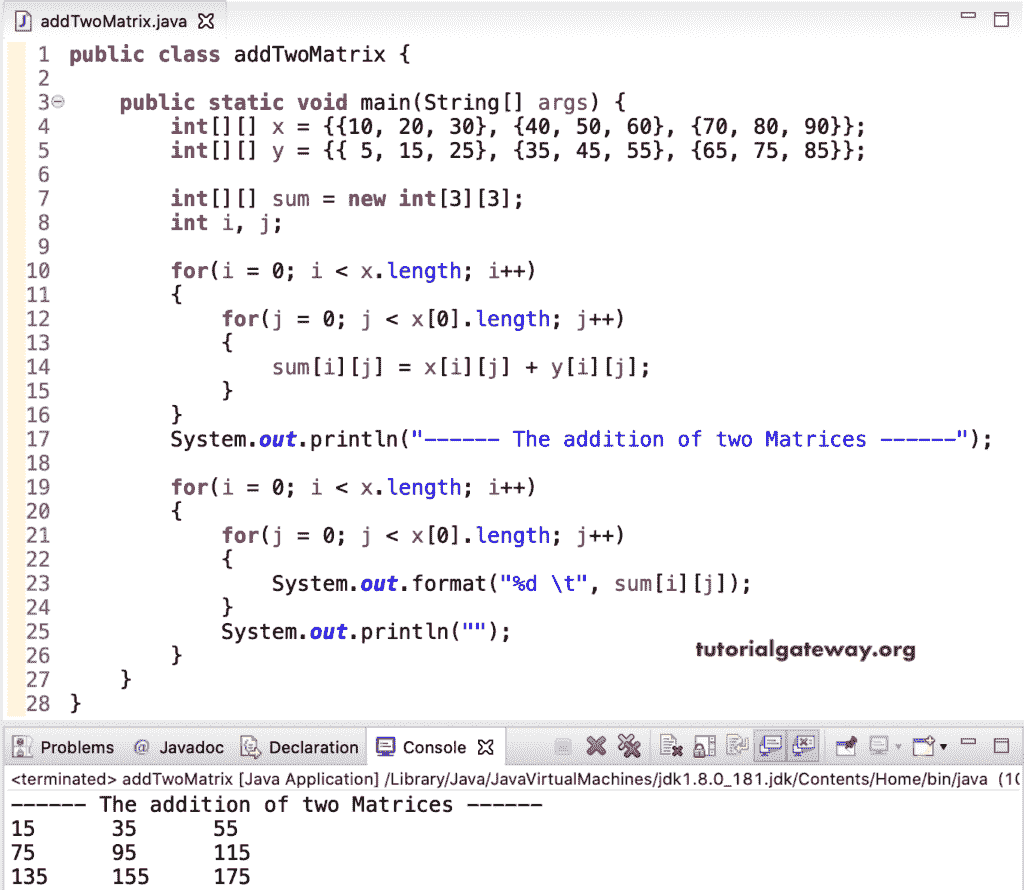 addTwoMatrix.java
1 public class addTwoMatrix {
2
3     public static void main(String[] args) {
4         int[][] x = {{10, 20, 30}, {40, 50, 60}, {70, 80, 90}};
5         int[][] y = {{ 5, 15, 25}, {35, 45, 55}, {65, 75, 85}};
6
7         int[][] sum = new int[3][3];
8         int i, j;
9
10         for(i = 0; i < x.length; i++)
11         {
12             for(j = 0; j < x[0].length; j++)
13             {
14                 sum[i][j] = x[i][j] + y[i][j];
15             }
16         }
17         System.out.println("------ The addition of two Matrices ------");
18
19         for(i = 0; i < x.length; i++)
20         {
21             for(j = 0; j < x[0].length; j++)
22             {
23                 System.out.format("%d \t", sum[i][j]);
24             }
25             System.out.println("");
tutorialgateway.org
26         }
27     }
28 }
Problems @ Javadoc Declaration Console
<terminated> addTwoMatrix [Java Application] /Library/Java/JavaVirtualMachines/jdk1.8.0_181.jdk/Contents/Home/bin/java (10
------ The addition of two Matrices ------
15 35 55
75 95 115
135 155 175